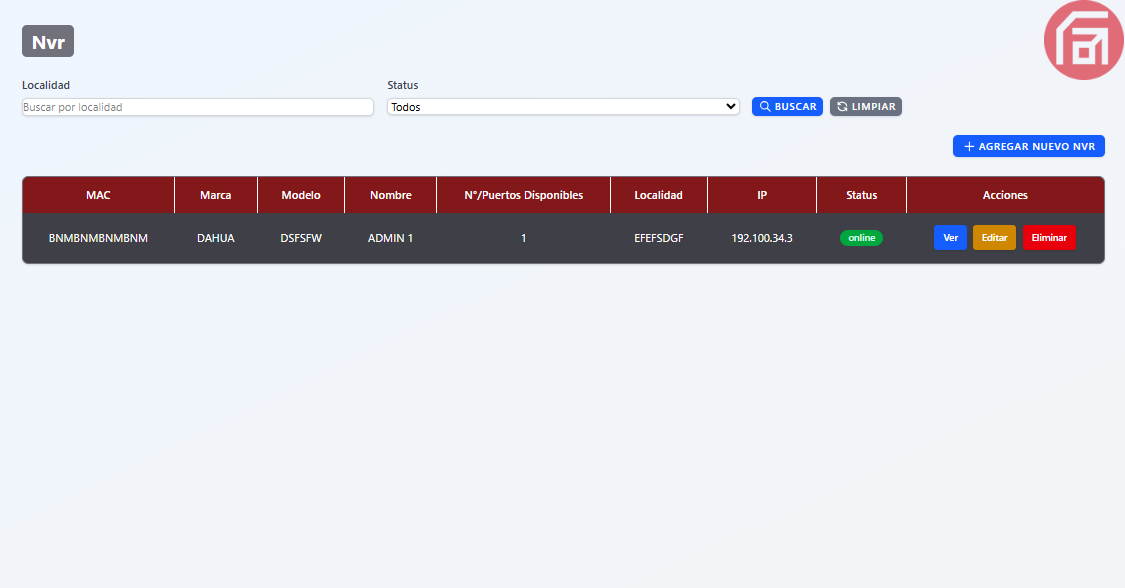 Nvr
Localidad Status
Buscar por localidad Todos BUSCAR LIMPIAR
AGREGAR NUEVO NVR
MAC Marca Modelo Nombre N°/Puertos Disponibles Localidad IP Status Acciones
BNMBNMBNMBNM DAHUA DSFSFW ADMIN 1 1 EFEFSDGF 192.100.34.3 online Ver Editar Eliminar